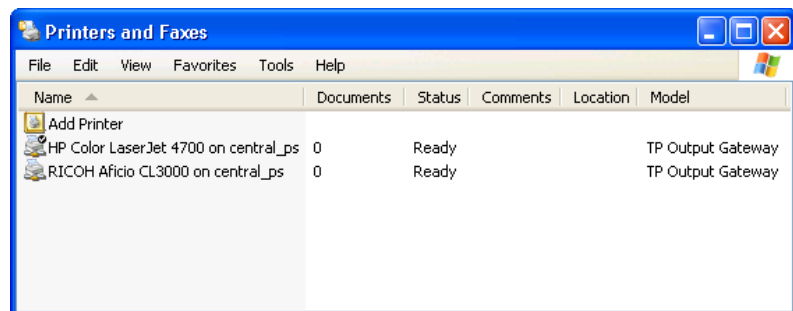 Printers and Faxes
File Edit View Favorites Tools Help
Name Documents Status Comments Location Model
Add Printer
HP Color LaserJet 4700 on central_ps 0 Ready TP Output Gateway
RICOH Aficio CL3000 on central_ps 0 Ready TP Output Gateway